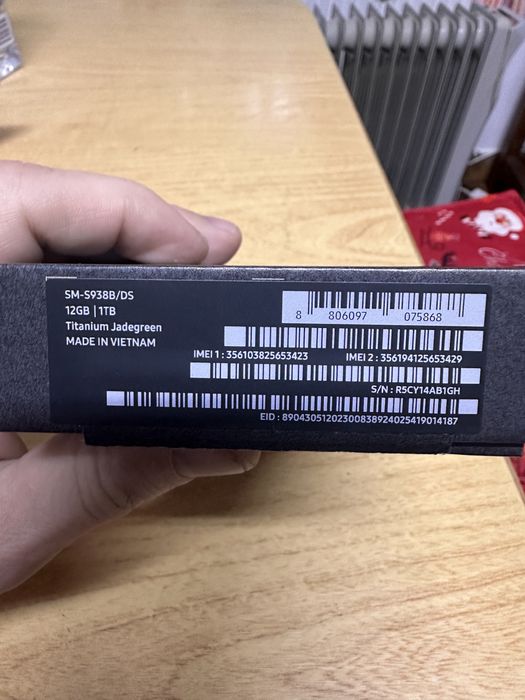 SM-S938B/DS
12GB | 1TB
Titanium Jadegreen
MADE IN VIETNAM
8 806097 075868
IMEI 1 : 356103825653423 IMEI 2 : 356194125653429
S/N : R5CY14AB1GH
EID : 89043051202300838924025419014187